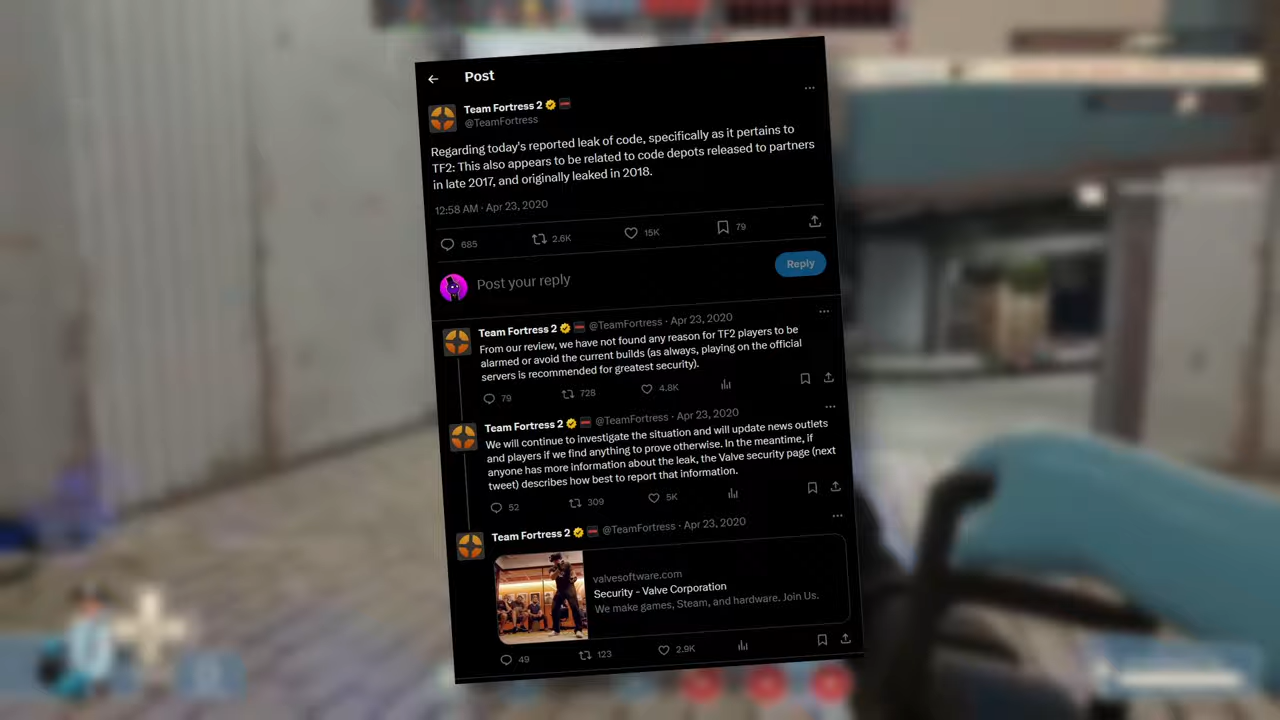 Post
Team Fortress 2
@TeamFortress
Regarding today's reported leak of code, specifically as it pertains to
TF2: This also appears to be related to code depots released to partners
in late 2017, and originally leaked in 2018.
12:58 AM · Apr 23, 2020
685 2.6K 15K 79
Post your reply
Reply
Team Fortress 2 @TeamFortress · Apr 23, 2020
From our review, we have not found any reason for TF2 players to be
alarmed or avoid the current builds (as always, playing on the official
servers is recommended for greatest security).
79 728 4.8K
Team Fortress 2 @TeamFortress · Apr 23, 2020
We will continue to investigate the situation and will update news outlets
and players if we find anything to prove otherwise. In the meantime, if
anyone has more information about the leak, the Valve security page (next
tweet) describes how best to report that information.
52 309 5K
Team Fortress 2 @TeamFortress · Apr 23, 2020
valvesoftware.com
Security - Valve Corporation
We make games, Steam, and hardware. Join Us.
49 123 2.9K